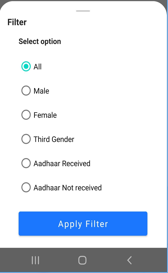 Filter
Select option
All
Male
Female
Third Gender
Aadhaar Received
Aadhaar Not received
Apply Filter